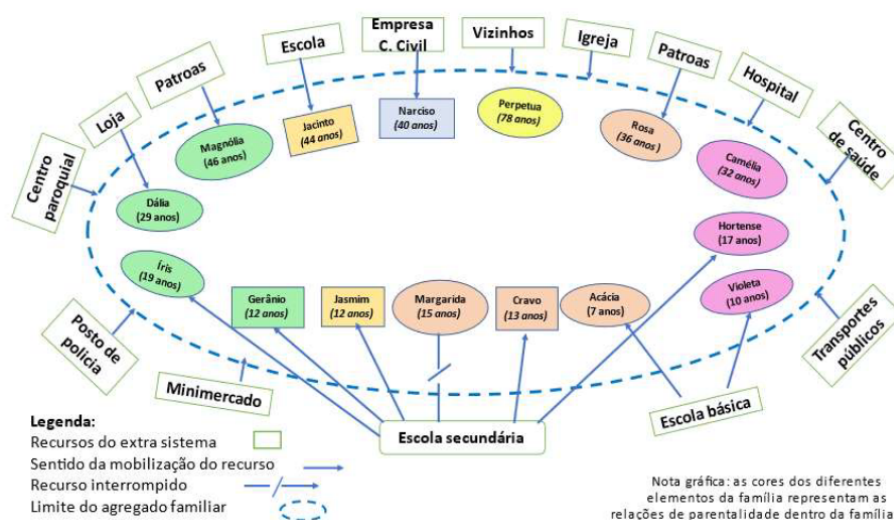 Empresa
C. Civil
Vizinhos
Igreja
Escola
Patroas
Patroas
Hospital
Loja
Centro
de saúde
Centro
paroquial
Magnólia
(46 anos)
Jacinto
(44 anos)
Narciso
(40 anos)
Perpetua
(78 anos)
Rosa
(36 anos)
Camélia
(32 anos)
Dália
(29 anos)
Hortense
(17 anos)
Íris
(19 anos)
Gerânio
(12 anos)
Jasmim
(12 anos)
Margarida
(15 anos)
Cravo
(13 anos)
Acácia
(7 anos)
Violeta
(10 anos)
Posto de
policia
Minimercado
Transportes
públicos
Escola básica
Escola secundária
Legenda:
Recursos do extra sistema
Sentido da mobilização do recurso
Recurso interrompido
Limite do agregado familiar
Nota gráfica: as cores dos diferentes
elementos da família representam as
relações de parentalidade dentro da família